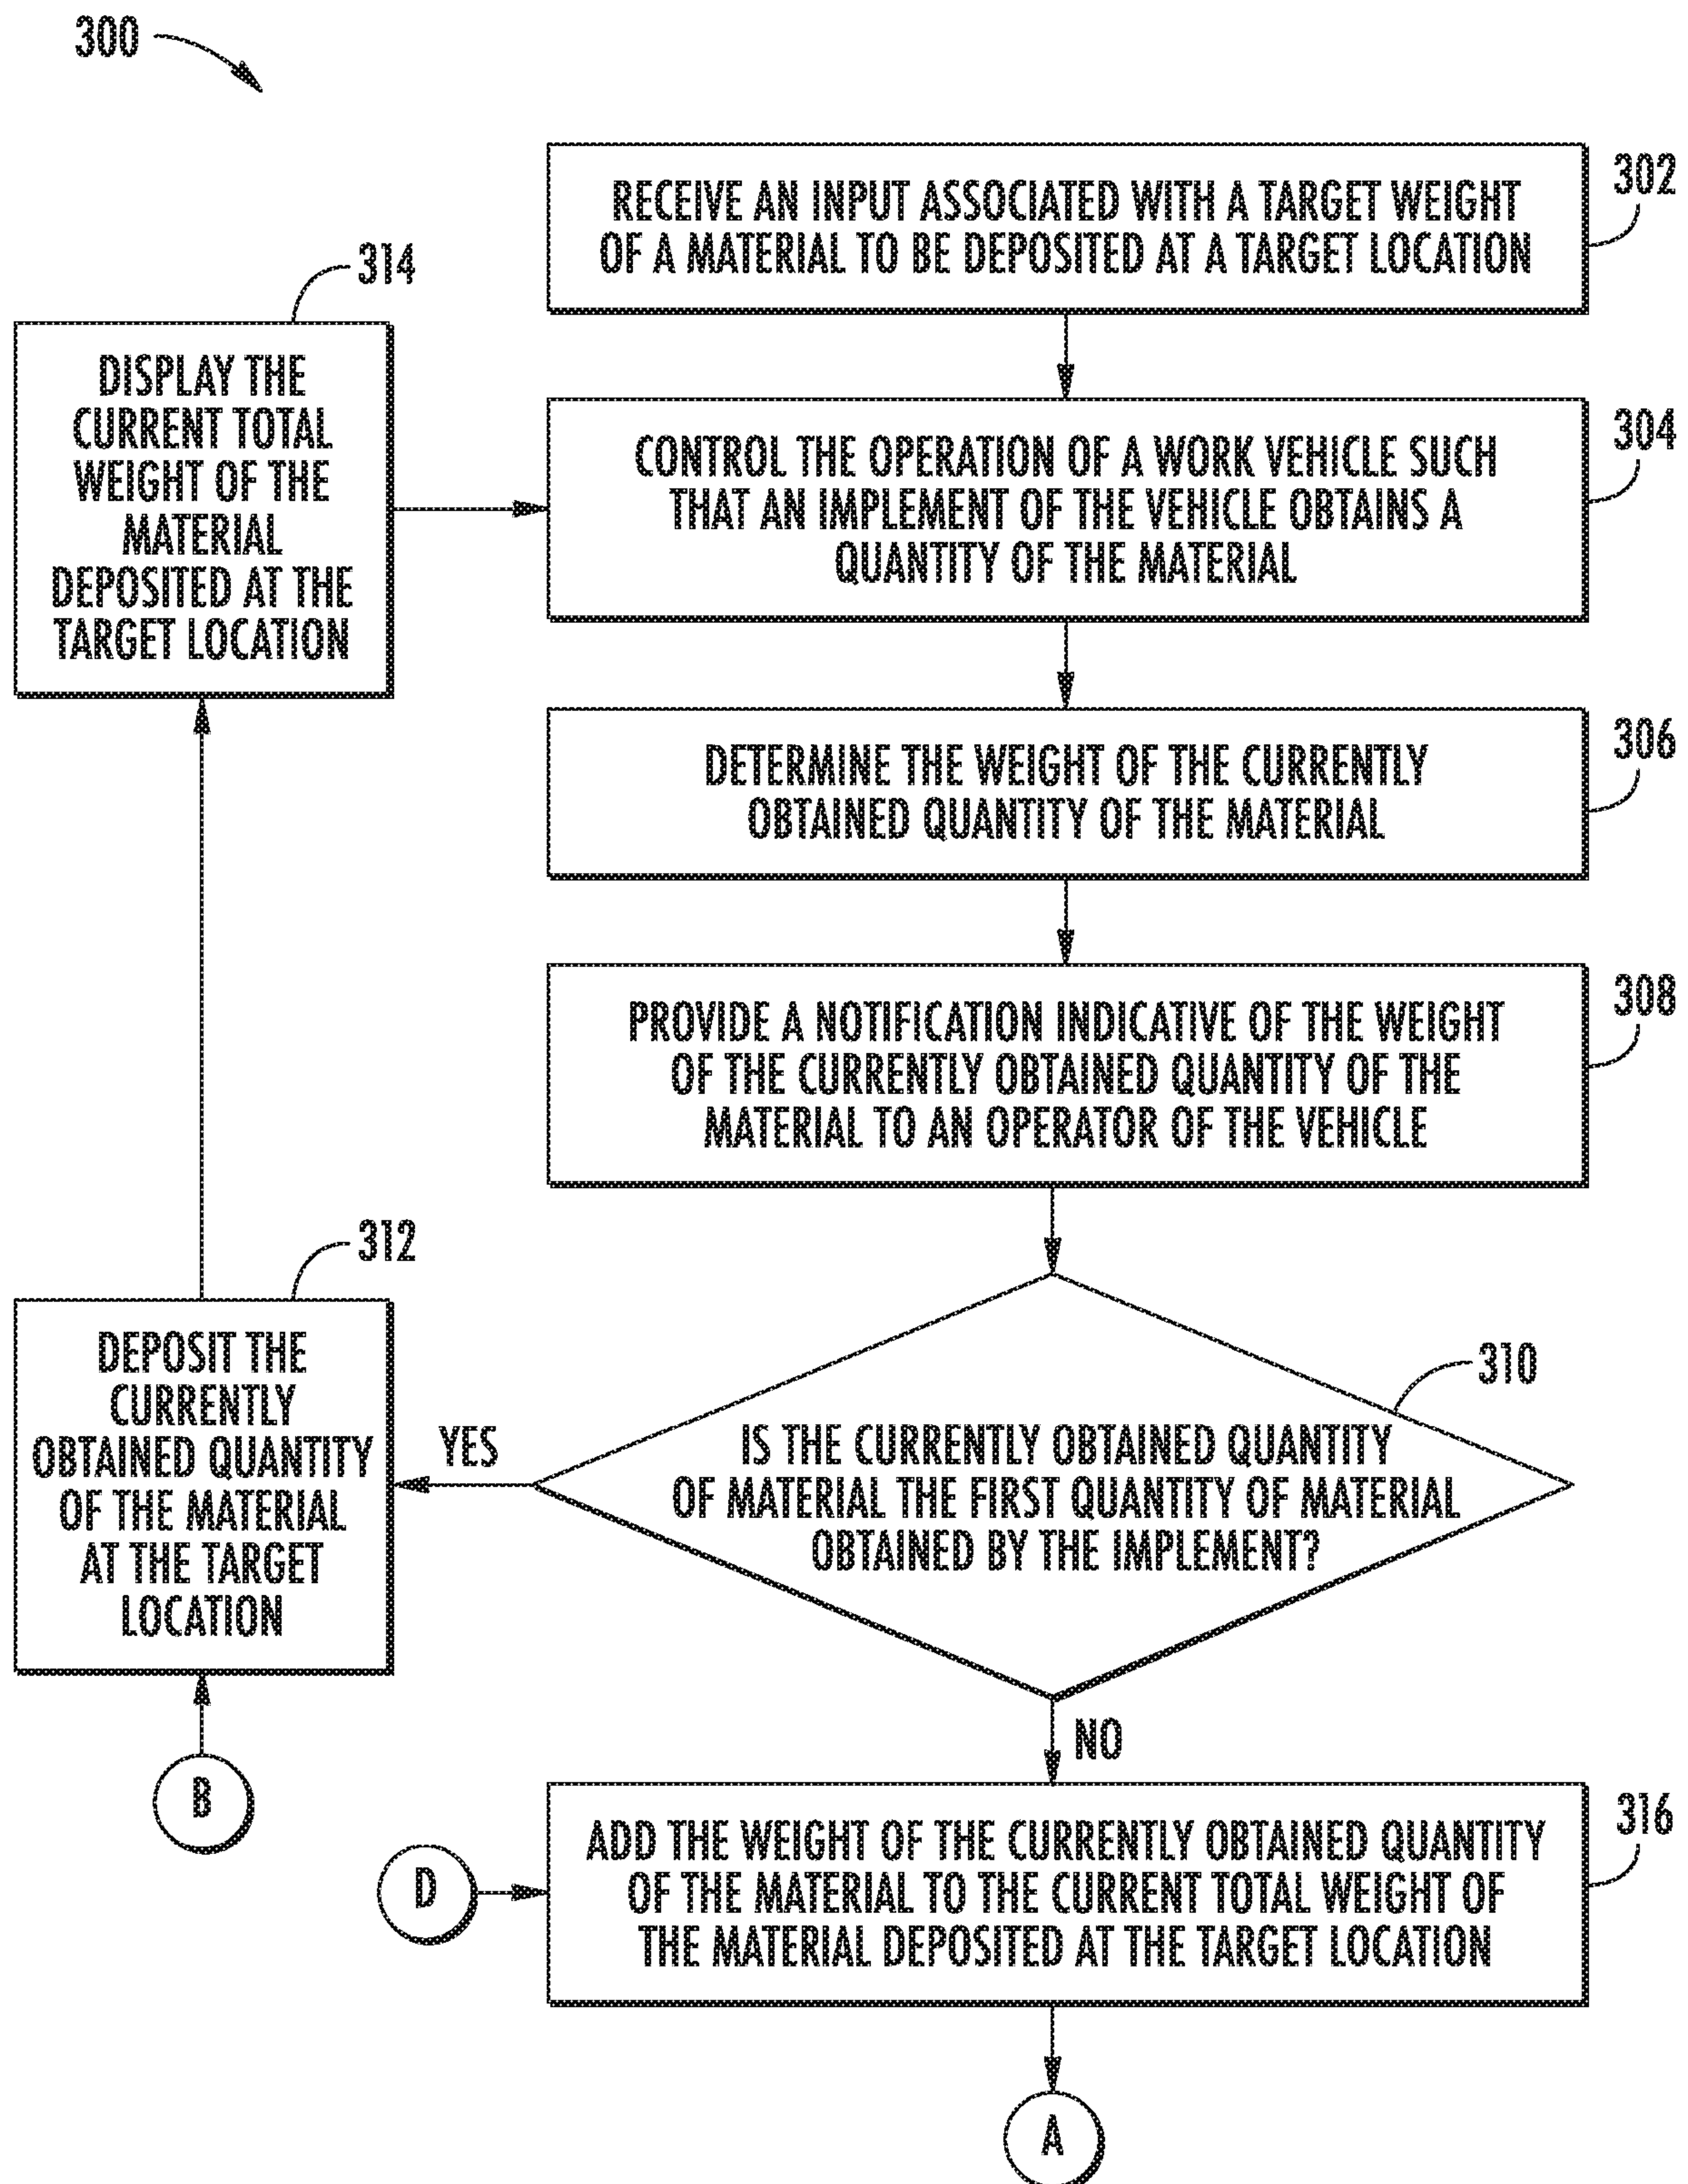 300
302
RECEIVE AN INPUT ASSOCIATED WITH A TARGET WEIGHT
OF A MATERIAL TO BE DEPOSITED AT A TARGET LOCATION
314
DISPLAY THE
CURRENT TOTAL
WEIGHT OF THE
MATERIAL
DEPOSITED AT THE
TARGET LOCATION
304
CONTROL THE OPERATION OF A WORK VEHICLE SUCH
THAT AN IMPLEMENT OF THE VEHICLE OBTAINS A
QUANTITY OF THE MATERIAL
306
DETERMINE THE WEIGHT OF THE CURRENTLY
OBTAINED QUANTITY OF THE MATERIAL
308
PROVIDE A NOTIFICATION INDICATIVE OF THE WEIGHT
OF THE CURRENTLY OBTAINED QUANTITY OF THE
MATERIAL TO AN OPERATOR OF THE VEHICLE
312
DEPOSIT THE
CURRENTLY
OBTAINED QUANTITY
OF THE MATERIAL
AT THE TARGET
LOCATION
YES
310
IS THE CURRENTLY OBTAINED QUANTITY
OF MATERIAL THE FIRST QUANTITY OF MATERIAL
OBTAINED BY THE IMPLEMENT?
NO
B
D
316
ADD THE WEIGHT OF THE CURRENTLY OBTAINED QUANTITY
OF THE MATERIAL TO THE CURRENT TOTAL WEIGHT OF
THE MATERIAL DEPOSITED AT THE TARGET LOCATION
A